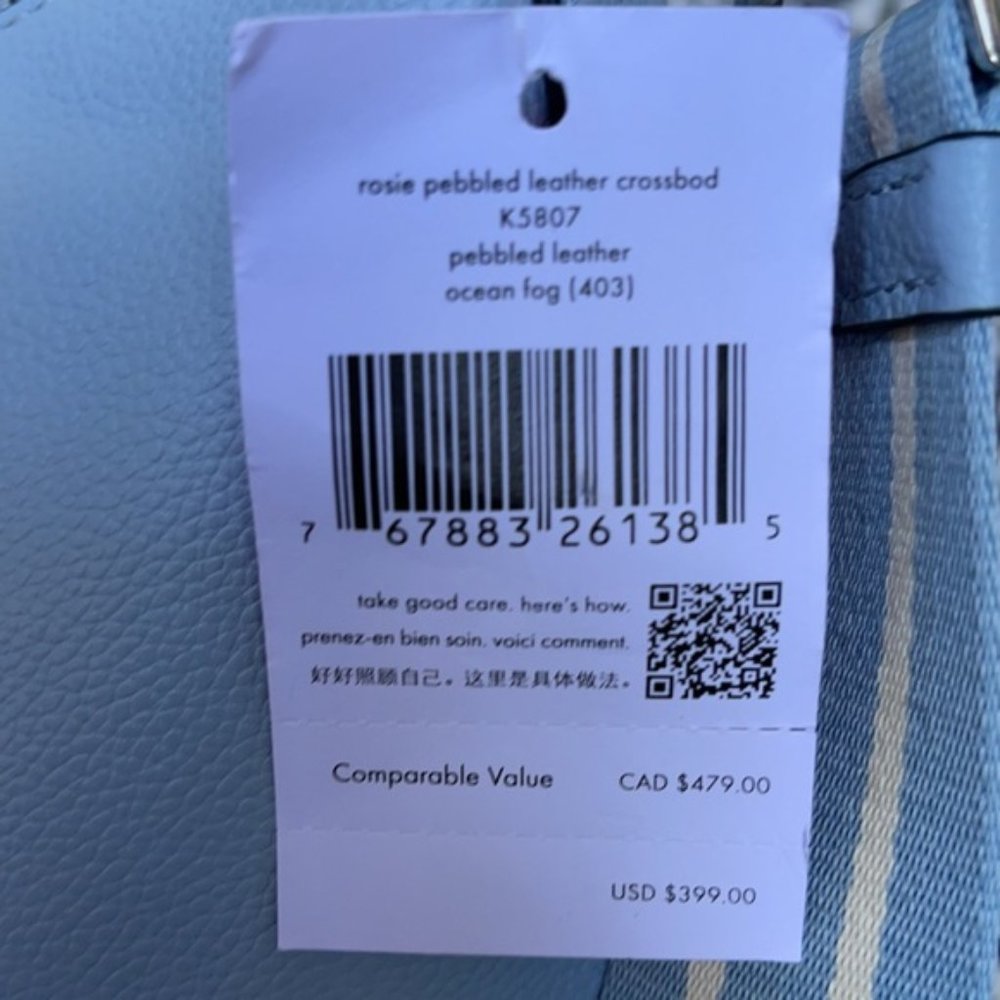 rosie pebbled leather crossbod
K5807
pebbled leather
ocean fog (403)
7 67883 26138 5
take good care. here's how.
prenez-en bien soin. voici comment.
好好照顾自己。这里是具体做法。
Comparable Value CAD $479.00
USD $399.00